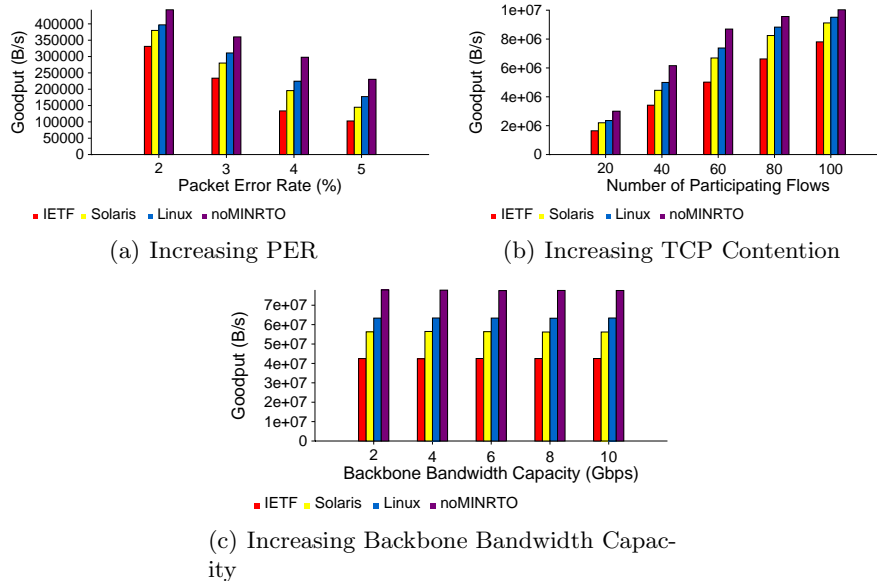 Goodput (B/s)
400000
350000
300000
250000
200000
150000
100000
50000
0
2 3 4 5
Packet Error Rate (%)
IETF Solaris Linux noMINRTO
(a) Increasing PER
Goodput (B/s)
1e+07
8e+06
6e+06
4e+06
2e+06
0
20 40 60 80 100
Number of Participating Flows
IETF Solaris Linux noMINRTO
(b) Increasing TCP Contention
Goodput (B/s)
7e+07
6e+07
5e+07
4e+07
3e+07
2e+07
1e+07
0
2 4 6 8 10
Backbone Bandwidth Capacity (Gbps)
IETF Solaris Linux noMINRTO
(c) Increasing Backbone Bandwidth Capac-
ity